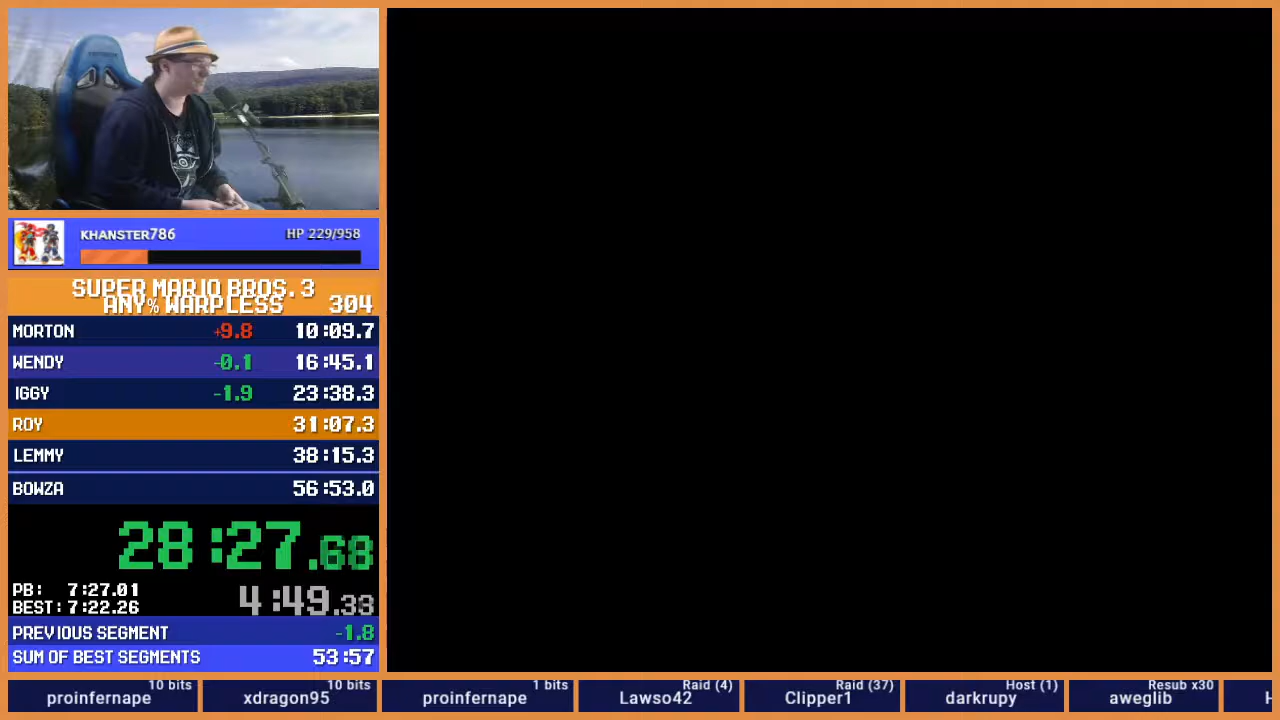 KHANSTER786 HP 229/958
SUPER MARIO BROS. 3
ANY% WARPLESS 304
MORTON +9.8 10:09.7
WENDY -0.1 16:45.1
IGGY -1.9 23:38.3
ROY 31:07.3
LEMMY 38:15.3
BOWZA 56:53.0
28:27.68
PB: 7:27.01
BEST: 7:22.26
4:49.38
PREVIOUS SEGMENT -1.8
SUM OF BEST SEGMENTS 53:57
10 bits
proinfernape
10 bits
xdragon95
1 bits
proinfernape
Raid (4)
Lawso42
Raid (37)
Clipper1
Host (1)
darkrupy
Resub x30
aweglib